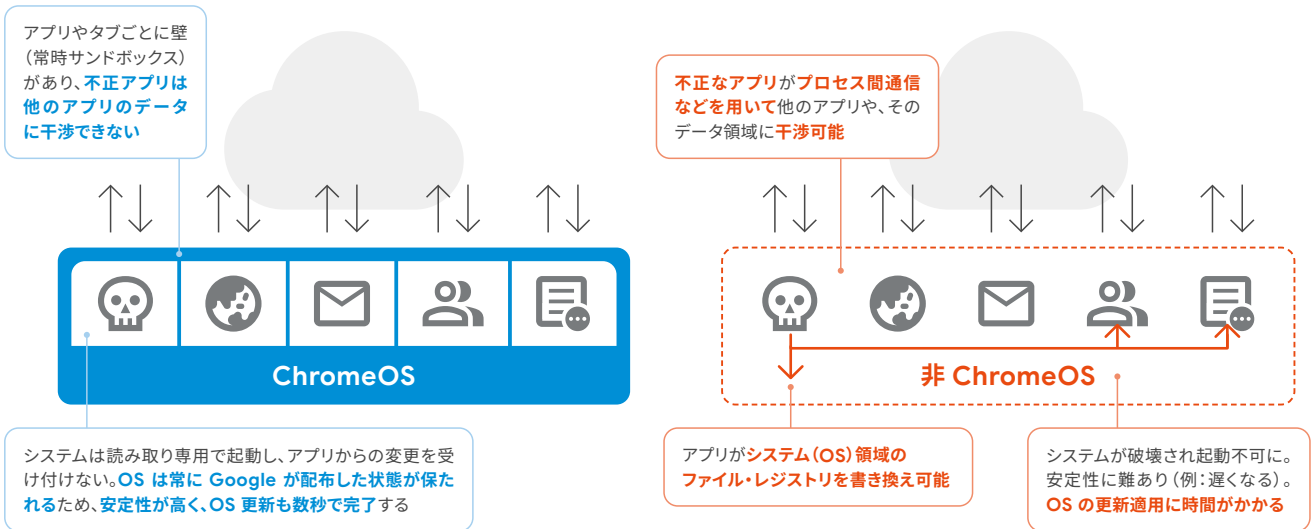 アプリやタブごとに壁
（常時サンドボックス）
があり、不正アプリは
他のアプリのデータ
に干渉できない
不正なアプリがプロセス間通信
などを用いて他のアプリや、その
データ領域に干渉可能
ChromeOS
非 ChromeOS
システムは読み取り専用で起動し、アプリからの変更を受
け付けない。OS は常に Google が配布した状態が保た
れるため、安定性が高く、OS 更新も数秒で完了する
アプリがシステム（OS）領域の
ファイル・レジストリを書き換え可能
システムが破壊され起動不可に。
安定性に難あり（例：遅くなる）。
OS の更新適用に時間がかかる